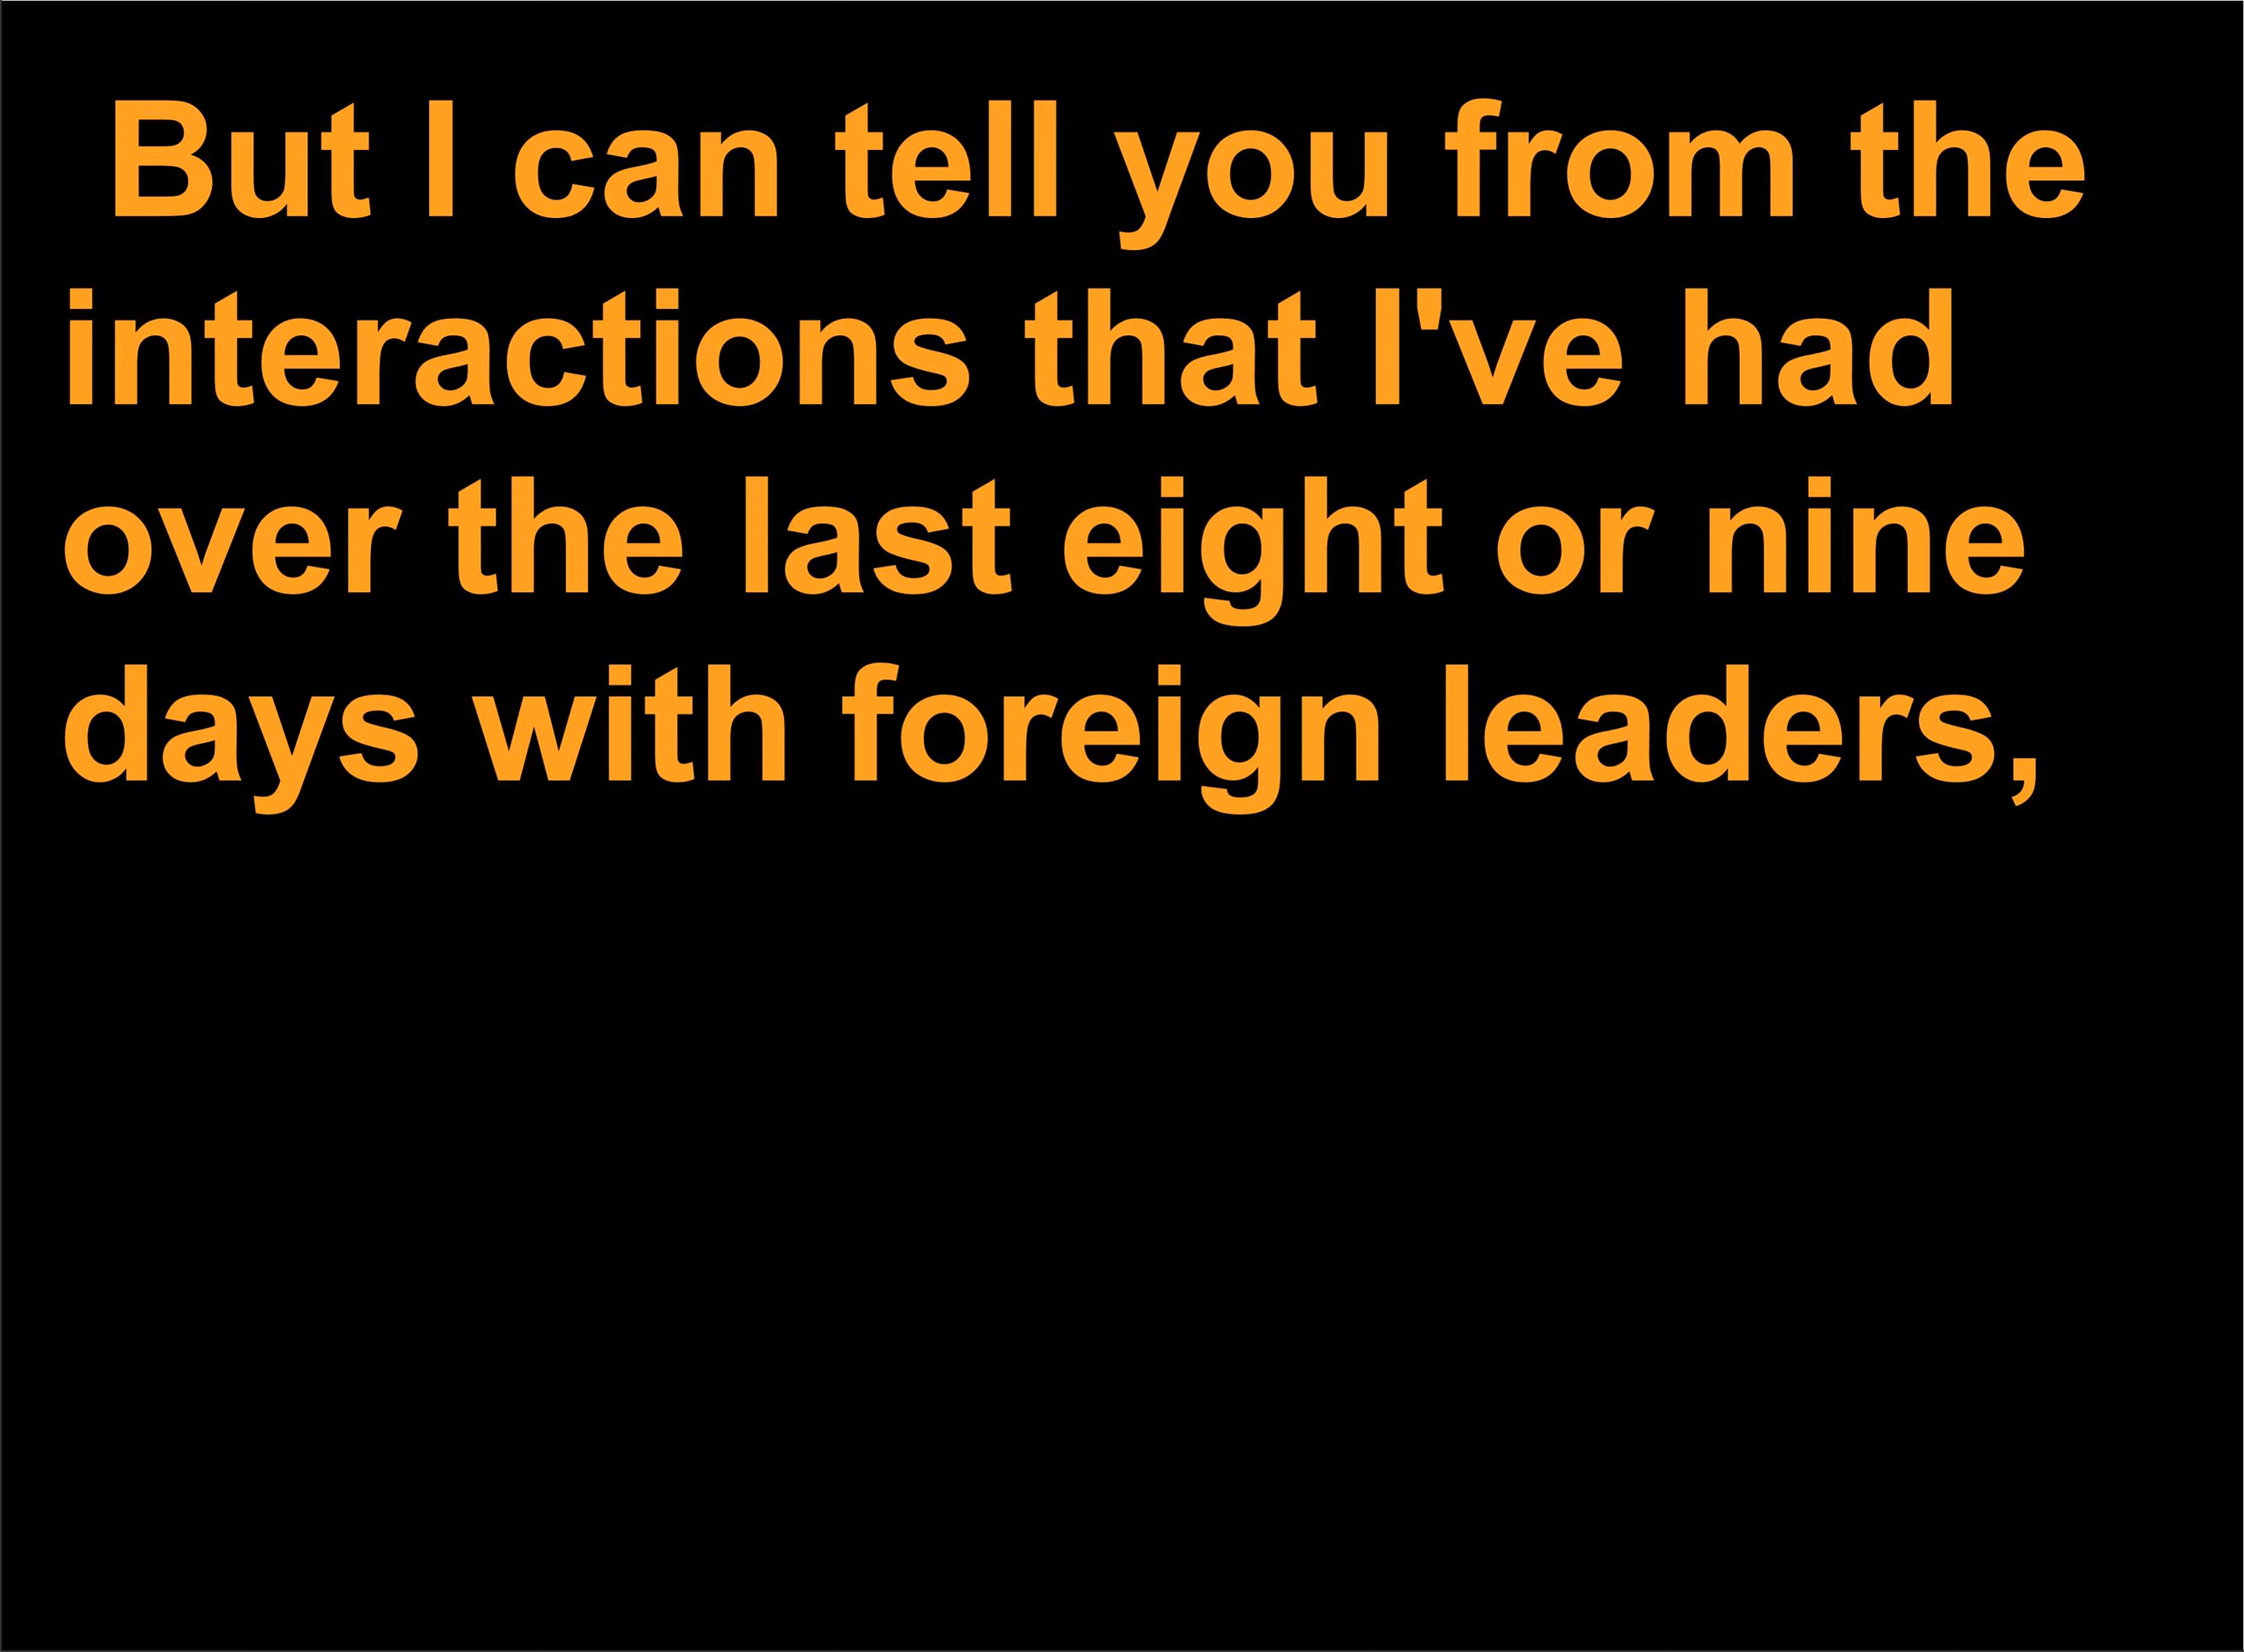 But I can tell you from the
interactions that I've had
over the last eight or nine
days with foreign leaders,